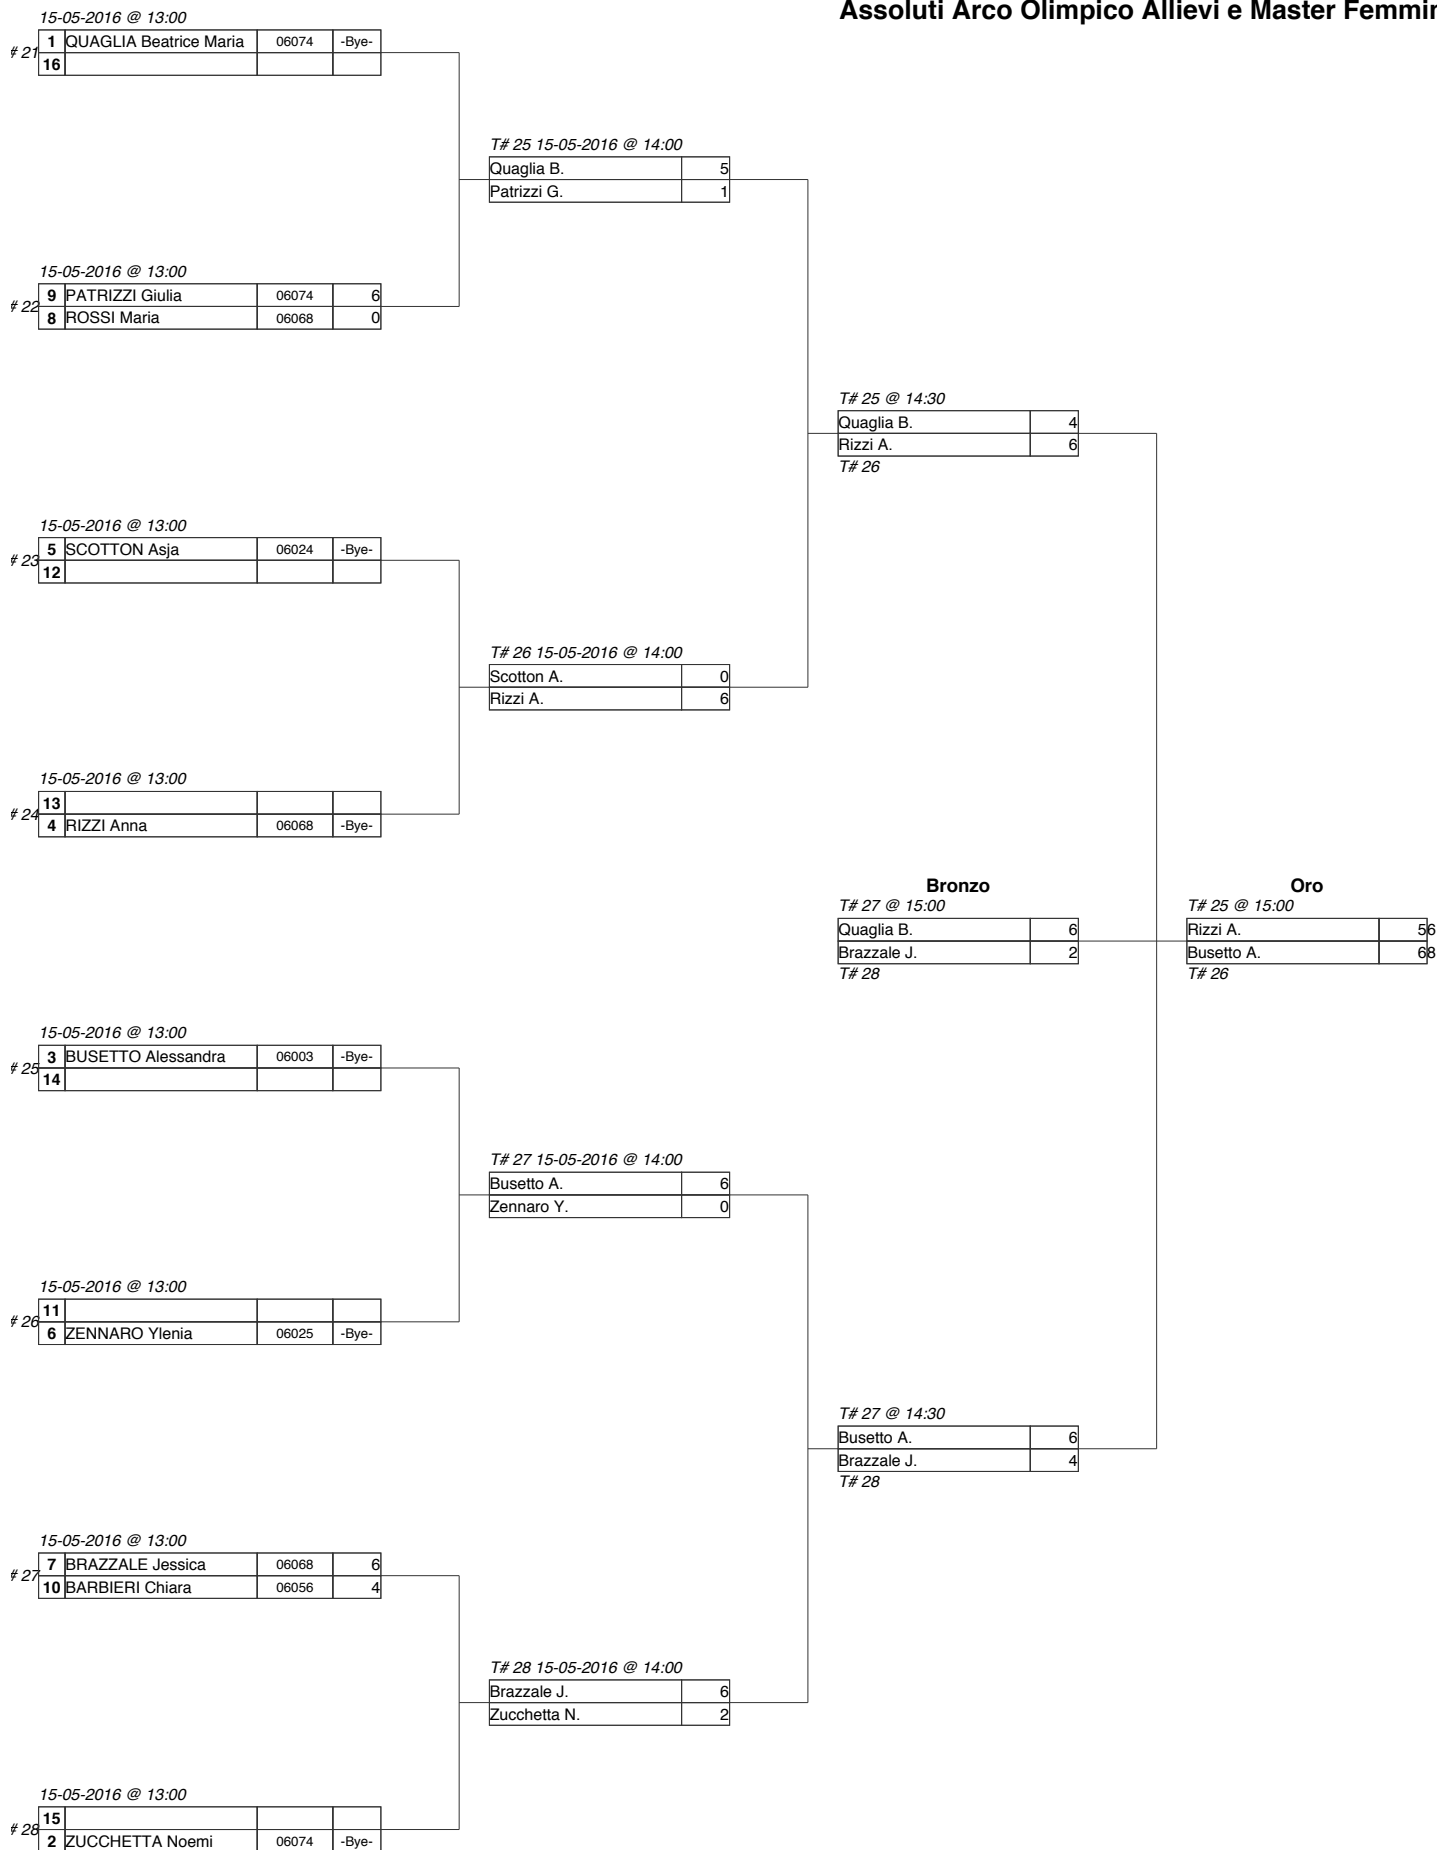 Assoluti Arco Olimpico Allievi e Master
15-05-2016 @ 13:00
# 21 1 QUAGLIA Beatrice Maria 06074 -Bye-
16
T# 25 15-05-2016 @ 14:00
Quaglia B. 5
Patrizzi G. 1
15-05-2016 @ 13:00
# 22 9 PATRIZZI Giulia 06074 6
8 ROSSI Maria 06068 0
T# 25 @ 14:30
Quaglia B. 4
Rizzi A. 6
T# 26
15-05-2016 @ 13:00
# 23 5 SCOTTON Asja 06024 -Bye-
12
T# 26 15-05-2016 @ 14:00
Scotton A. 0
Rizzi A. 6
15-05-2016 @ 13:00
# 24 13
4 RIZZI Anna 06068 -Bye-
Bronzo Oro
T# 27 @ 15:00 T# 25 @ 15:00
Quaglia B. 6 Rizzi A. 56
Brazzale J. 2 Busetto A. 68
T# 28 T# 26
15-05-2016 @ 13:00
# 25 3 BUSETTO Alessandra 06003 -Bye-
14
T# 27 15-05-2016 @ 14:00
Busetto A. 6
Zennaro Y. 0
15-05-2016 @ 13:00
# 26 11
6 ZENNARO Ylenia 06025 -Bye-
T# 27 @ 14:30
Busetto A. 6
Brazzale J. 4
T# 28
15-05-2016 @ 13:00
# 27 7 BRAZZALE Jessica 06068 6
10 BARBIERI Chiara 06056 4
T# 28 15-05-2016 @ 14:00
Brazzale J. 6
Zucchetta N. 2
15-05-2016 @ 13:00
# 28 15
2 ZUCCHETTA Noemi 06074 -Bye-